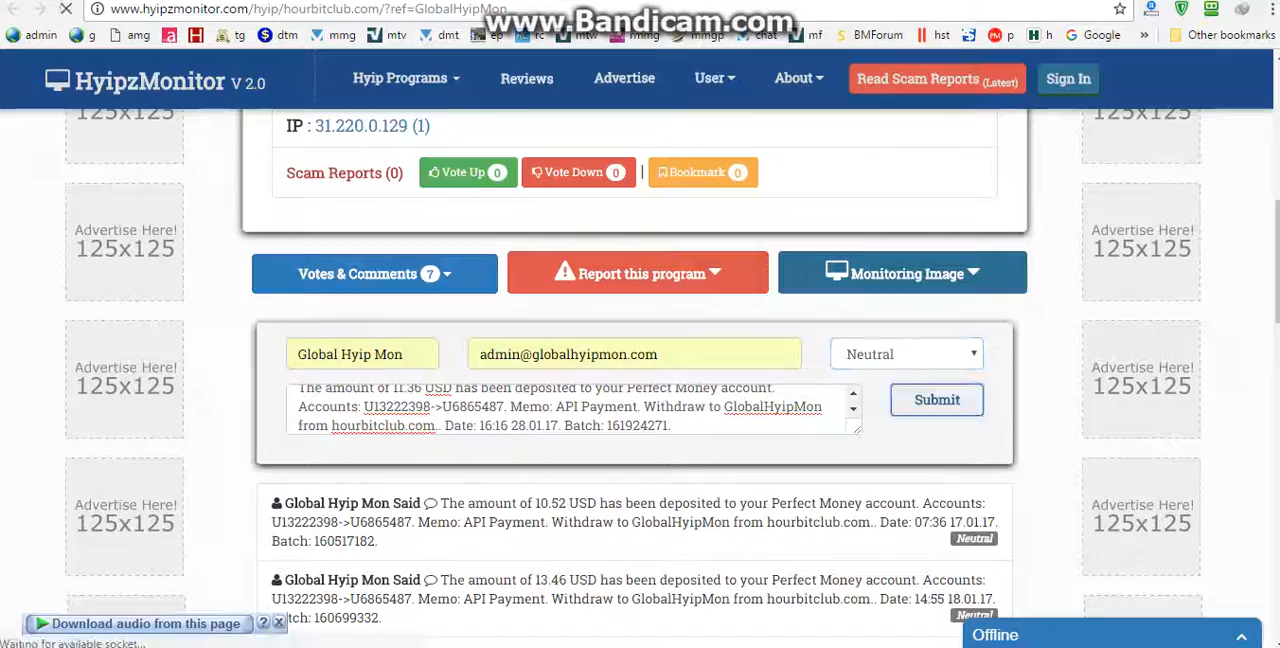 www.hyipzmonitor.com/hyip/hourbitclub.com/?ref=GlobalHyipMon
www.Bandicam.com
admin g amg tg dtm mmg mtv dmt ep rc mtw mmg mmgp chat mf BMForum hst p h Google » Other bookmarks
HyipzMonitor V 2.0 Hyip Programs Reviews Advertise User About Read Scam Reports (Latest) Sign In
125x125 125x125
IP : 31.220.0.129 (1)
Scam Reports (0) Vote Up 0 Vote Down 0 | Bookmark 0
Advertise Here! Advertise Here!
125x125 125x125
Votes & Comments 7 Report this program Monitoring Image
Global Hyip Mon admin@globalhyipmon.com Neutral
Advertise Here! Advertise Here!
125x125 125x125
The amount of 11.36 USD has been deposited to your Perfect Money account.
Accounts: U13222398->U6865487. Memo: API Payment. Withdraw to GlobalHyipMon
from hourbitclub.com.. Date: 16:16 28.01.17. Batch: 161924271.
Submit
Global Hyip Mon Said The amount of 10.52 USD has been deposited to your Perfect Money account. Accounts:
U13222398->U6865487. Memo: API Payment. Withdraw to GlobalHyipMon from hourbitclub.com.. Date: 07:36 17.01.17.
Batch: 160517182.
Neutral
Advertise Here! Advertise Here!
125x125 125x125
Global Hyip Mon Said The amount of 13.46 USD has been deposited to your Perfect Money account. Accounts:
U13222398->U6865487. Memo: API Payment. Withdraw to GlobalHyipMon from hourbitclub.com.. Date: 14:55 18.01.17.
tch: 160699332.
Neutral
Download audio from this page ? X
Offline
Waiting for available socket...